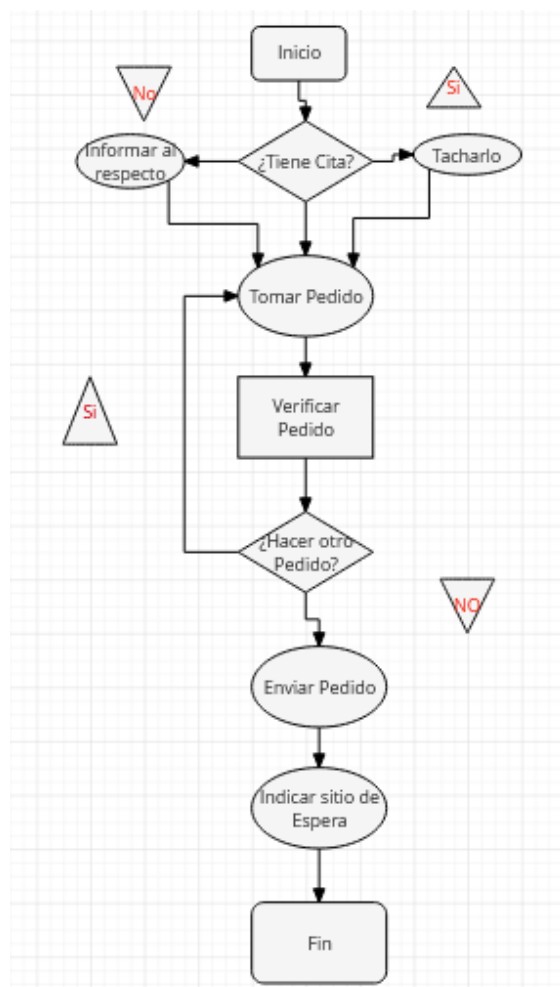 Inicio
No
Si
Informar al
respecto
¿Tiene Cita?
Tacharlo
Tomar Pedido
Si
Verificar
Pedido
¿Hacer otro
Pedido?
NO
Enviar Pedido
Indicar sitio de
Espera
Fin